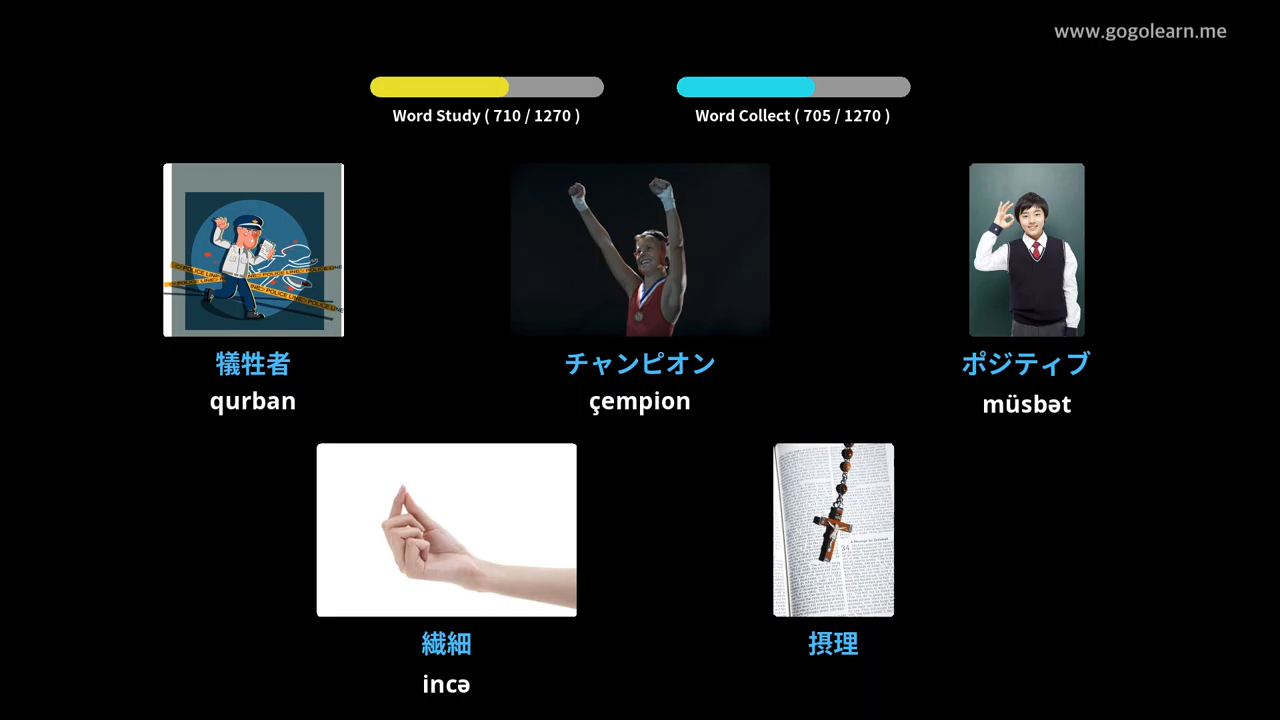 www.gogolearn.me
Word Study ( 710 / 1270 )
Word Collect ( 705 / 1270 )
犠牲者
qurban
チャンピオン
çempion
ポジティブ
müsbət
繊細
incə
摂理